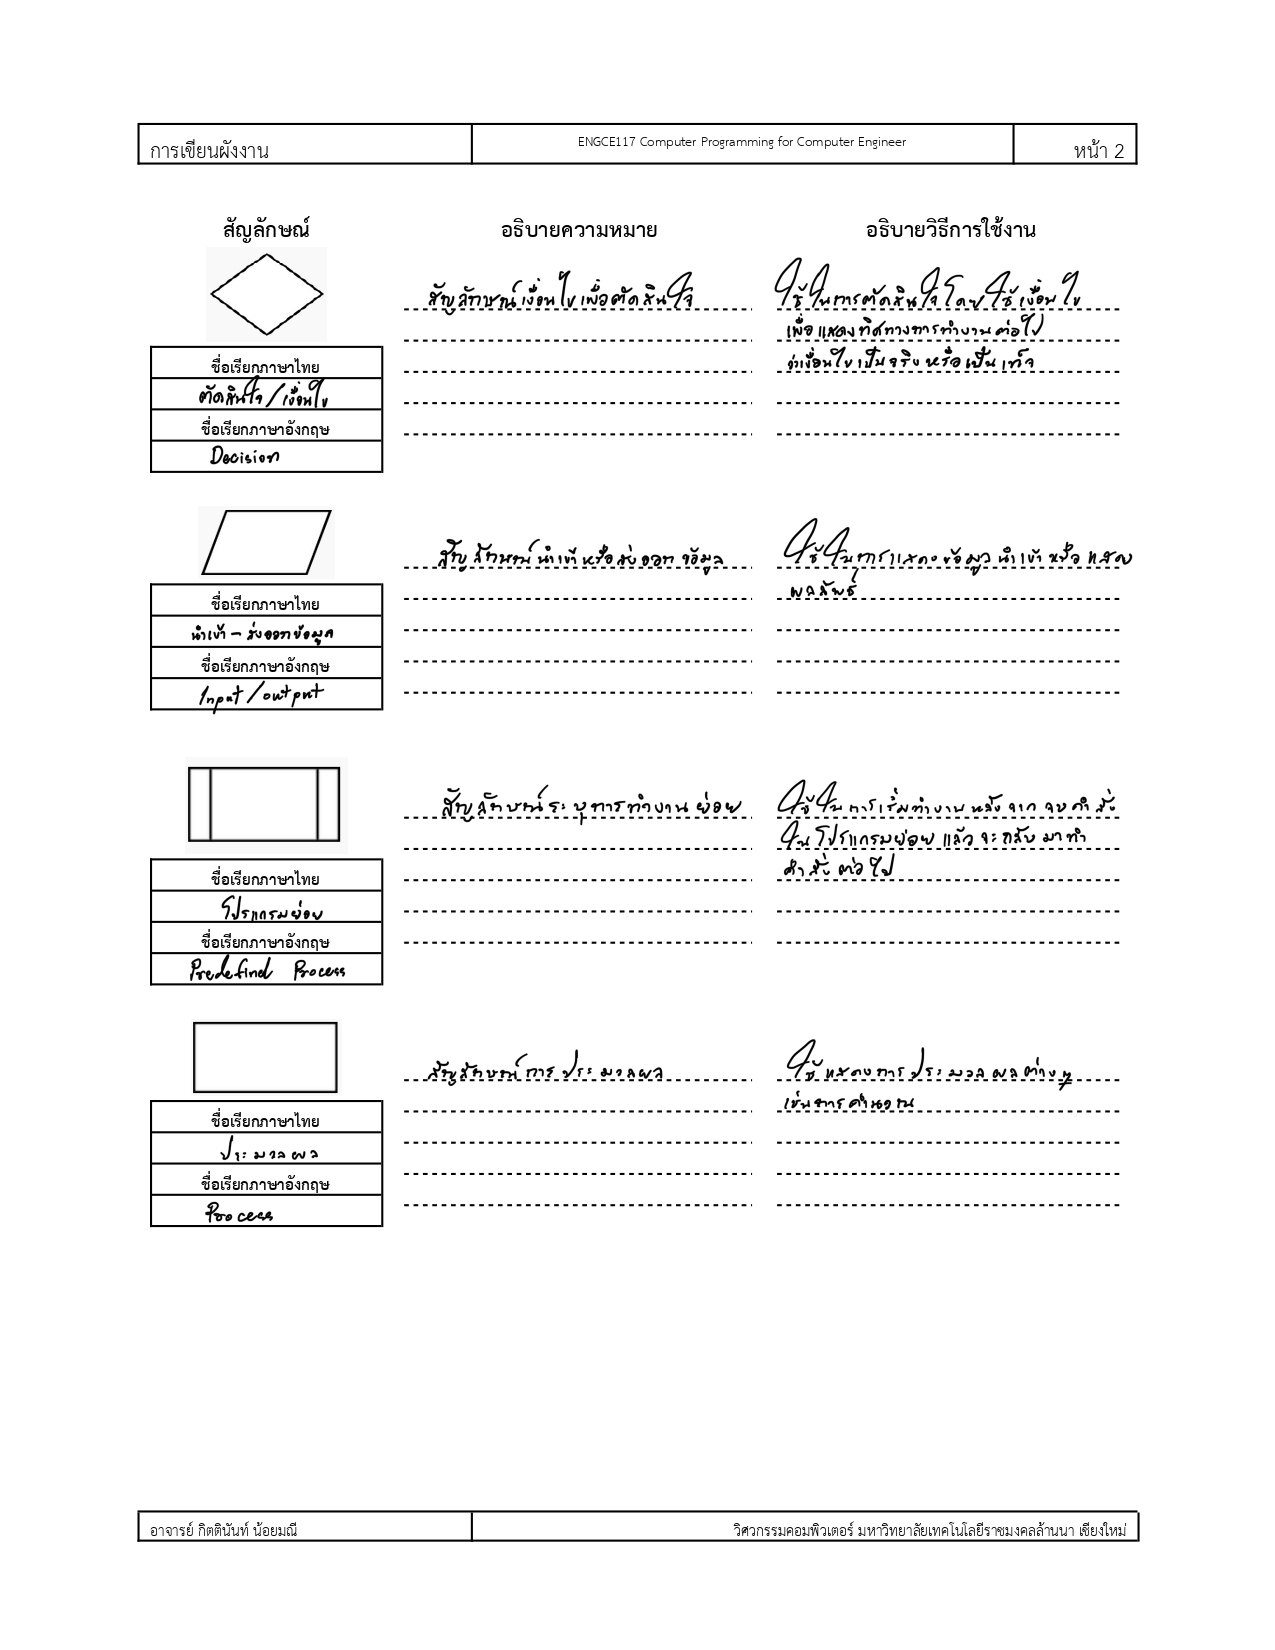 การเขียนผังงาน
ENGCE117 Computer Programming for Computer Engineer
หน้า 2
สัญลักษณ์
อธิบายความหมาย
อธิบายวิธีการใช้งาน
สัญลักษณ์เงื่อนไขเพื่อตัดสินใจ
ใช้ในการตัดสินใจโดยใช้เงื่อนไข
เพื่อแสดงทิศทางการทำงานต่อไป
ว่าเงื่อนไขเป็นจริงหรือเป็นเท็จ
ชื่อเรียกภาษาไทย
ตัดสินใจ/เงื่อนไข
ชื่อเรียกภาษาอังกฤษ
Decision
สัญลักษณ์นำเข้าหรือส่งออกข้อมูล
ใช้ในการแสดงข้อมูลนำเข้าหรือแสดง
ผลลัพธ์
ชื่อเรียกภาษาไทย
นำเข้า - ส่งออกข้อมูล
ชื่อเรียกภาษาอังกฤษ
Input/output
สัญลักษณ์ระบุการทำงานย่อย
ใช้ในการเริ่มทำงานหลังจากจบคำสั่ง
ในโปรแกรมย่อยแล้วจะกลับมาทำ
คำสั่งต่อไป
ชื่อเรียกภาษาไทย
โปรแกรมย่อย
ชื่อเรียกภาษาอังกฤษ
Predefind Process
สัญลักษณ์การประมวลผล
ใช้แสดงการประมวลผลต่างๆ
เช่นการคำนวณ
ชื่อเรียกภาษาไทย
ประมวลผล
ชื่อเรียกภาษาอังกฤษ
Process
อาจารย์ กิตตินันท์ น้อยมณี
วิศวกรรมคอมพิวเตอร์ มหาวิทยาลัยเทคโนโลยีราชมงคลล้านนา เชียงใหม่